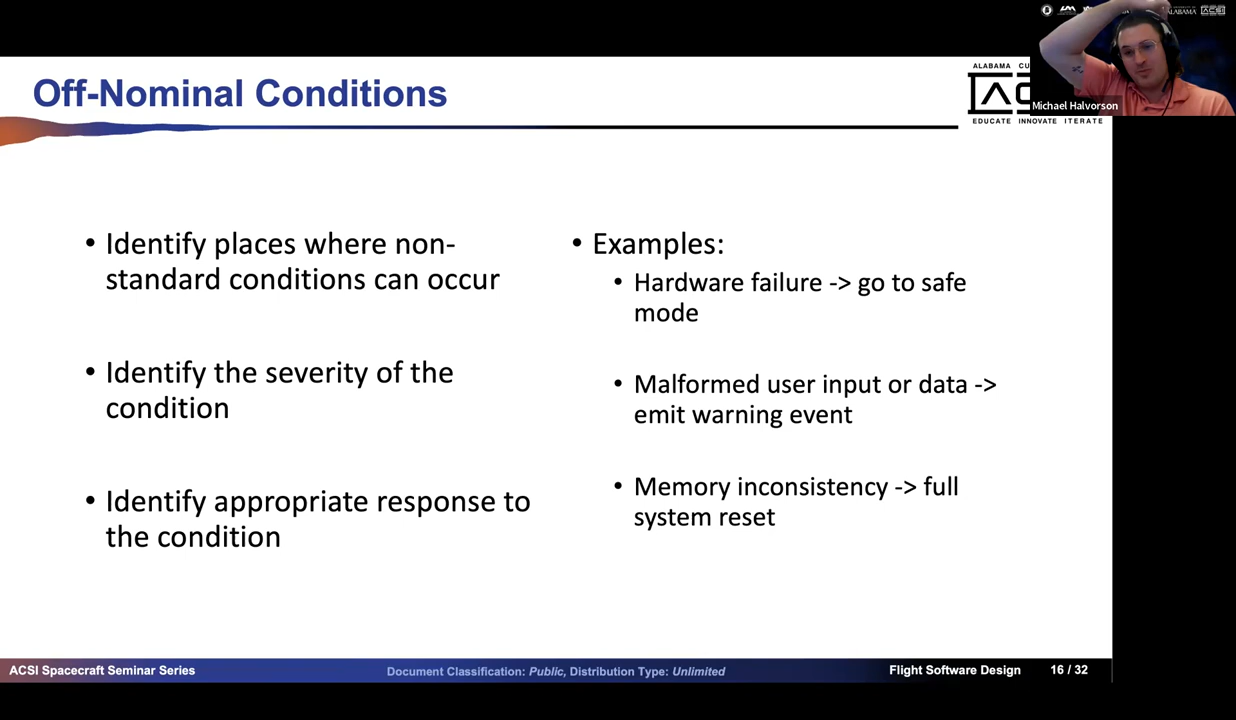 ALABAMA
Off-Nominal Conditions
ALABAMA CU
Michael Halvorson
EDUCATE INNOVATE ITERATE
• Identify places where non-
standard conditions can occur
• Identify the severity of the
condition
• Identify appropriate response to
the condition
• Examples:
• Hardware failure -> go to safe
mode
• Malformed user input or data ->
emit warning event
• Memory inconsistency -> full
system reset
ACSI Spacecraft Seminar Series
Document Classification: Public, Distribution Type: Unlimited
Flight Software Design
16 / 32